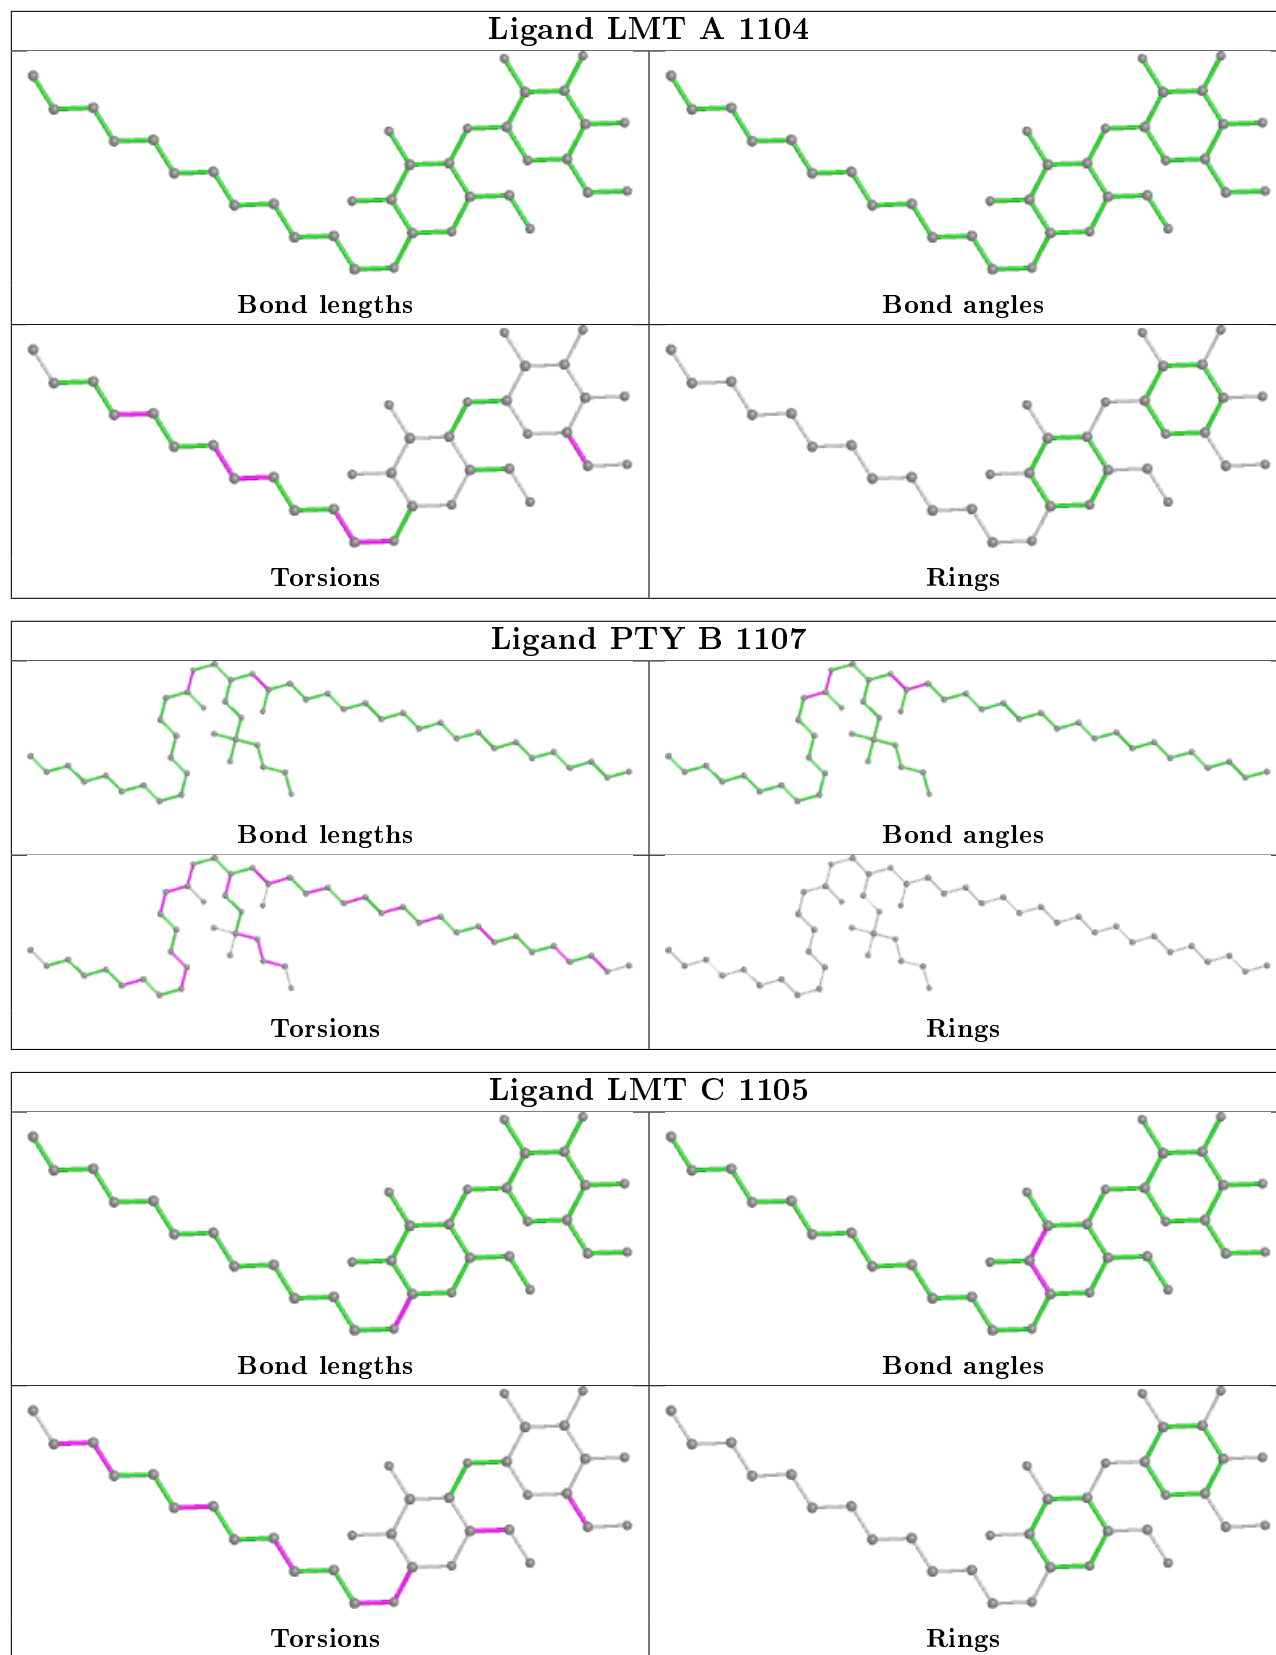 Ligand LMT A 1104
Bond lengths
Bond angles
Torsions
Rings
Ligand PTY B 1107
Bond lengths
Bond angles
Torsions
Rings
Ligand LMT C 1105
Bond lengths
Bond angles
Torsions
Rings